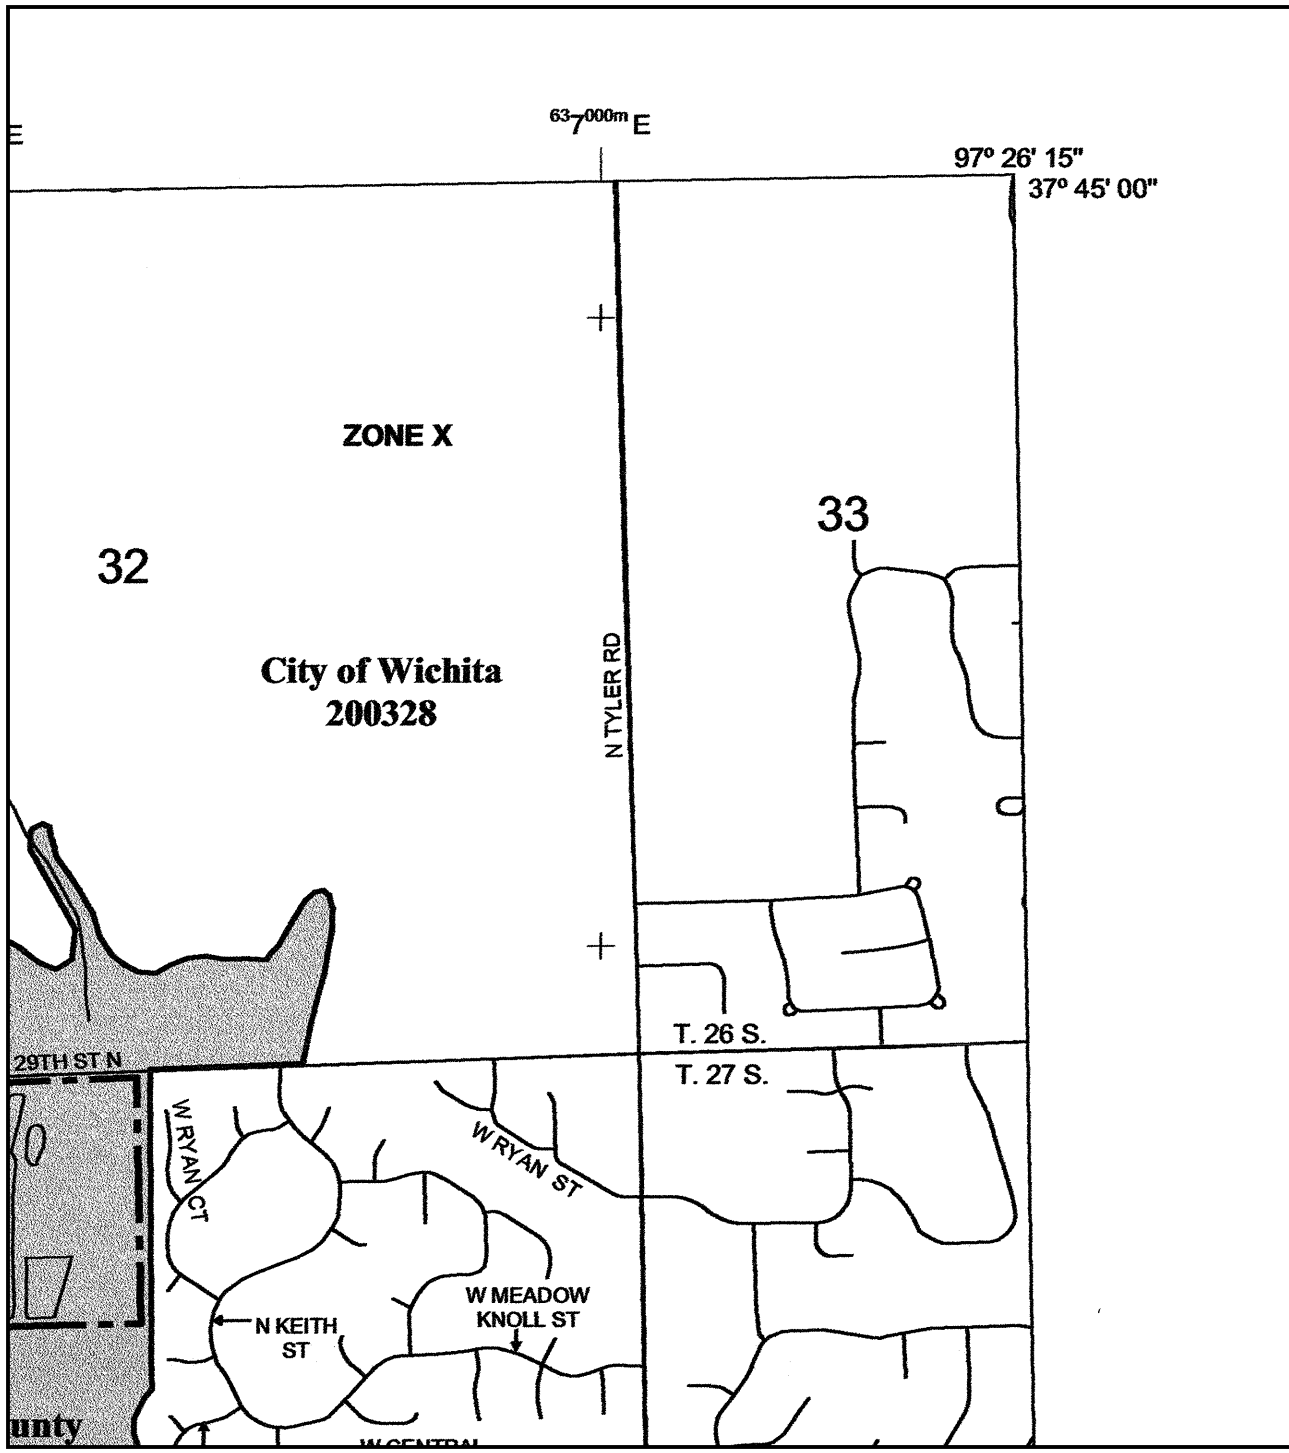 E
637000m E
97º 26' 15"
37º 45' 00"
ZONE X
33
32
City of Wichita
200328
N TYLER RD
T. 26 S.
29TH ST N
T. 27 S.
W RYAN CT
W RYAN ST
W MEADOW
KNOLL ST
N KEITH
ST
unty
W CENTRAL